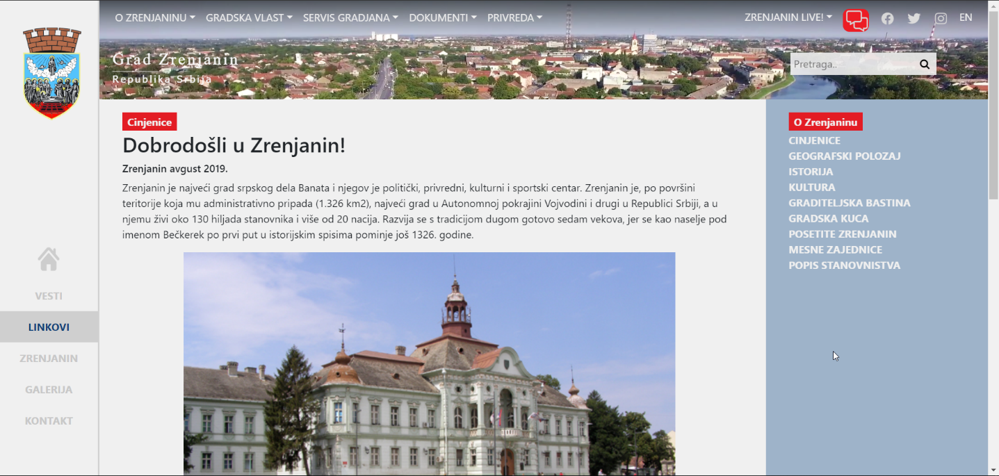 O ZRENJANINU GRADSKA VLAST SERVIS GRADJANA DOKUMENTI PRIVREDA ZRENJANIN LIVE! EN
Grad Zrenjanin
Republika Srbija
Pretraga..
VESTI
LINKOVI
ZRENJANIN
GALERIJA
KONTAKT
Cinjenice
Dobrodošli u Zrenjanin!
Zrenjanin avgust 2019.
Zrenjanin je najveći grad srpskog dela Banata i njegov je politički, privredni, kulturni i sportski centar. Zrenjanin je, po površini
teritorije koja mu administrativno pripada (1.326 km2), najveći grad u Autonomnoj pokrajini Vojvodini i drugi u Republici Srbiji, a u
njemu živi oko 130 hiljada stanovnika i više od 20 nacija. Razvija se s tradicijom dugom gotovo sedam vekova, jer se kao naselje pod
imenom Bečkerek po prvi put u istorijskim spisima pominje još 1326. godine.
O Zrenjaninu
CINJENICE
GEOGRAFSKI POLOZAJ
ISTORIJA
KULTURA
GRADITELJSKA BASTINA
GRADSKA KUCA
POSETITE ZRENJANIN
MESNE ZAJEDNICE
POPIS STANOVNISTVA